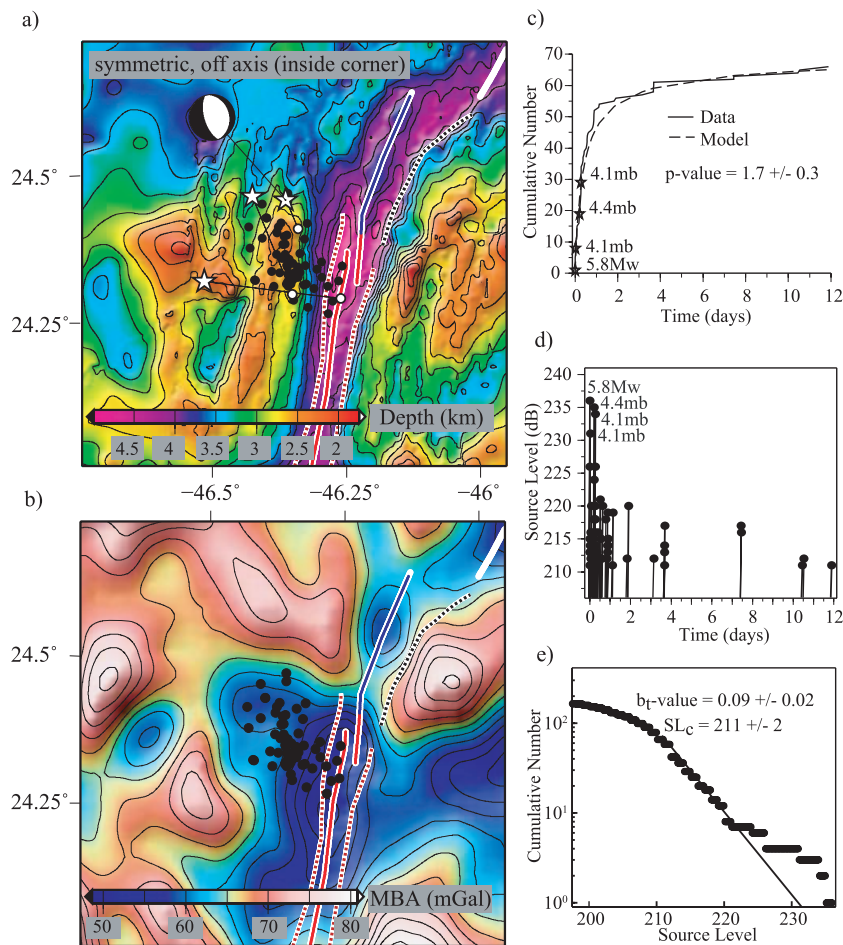 a)
symmetric, off axis (inside corner)
24.5°
24.25°
4.5 4 3.5 3 2.5 2
Depth (km)
−46.5° −46.25° −46°
b)
24.5°
24.25°
50 60 70 80
MBA (mGal)
c)
70
60
50
40
30
20
10
0
Cumulative Number
Data
Model
p-value = 1.7 +/- 0.3
4.1mb
4.4mb
4.1mb
5.8Mw
0 2 4 6 8 10 12
Time (days)
d)
240
235
230
225
220
215
210
Source Level (dB)
5.8Mw
4.4mb
4.1mb
4.1mb
0 2 4 6 8 10 12
Time (days)
e)
bt-value = 0.09 +/- 0.02
SLc = 211 +/- 2
10²
10¹
10⁰
Cumulative Number
200 210 220 230
Source Level